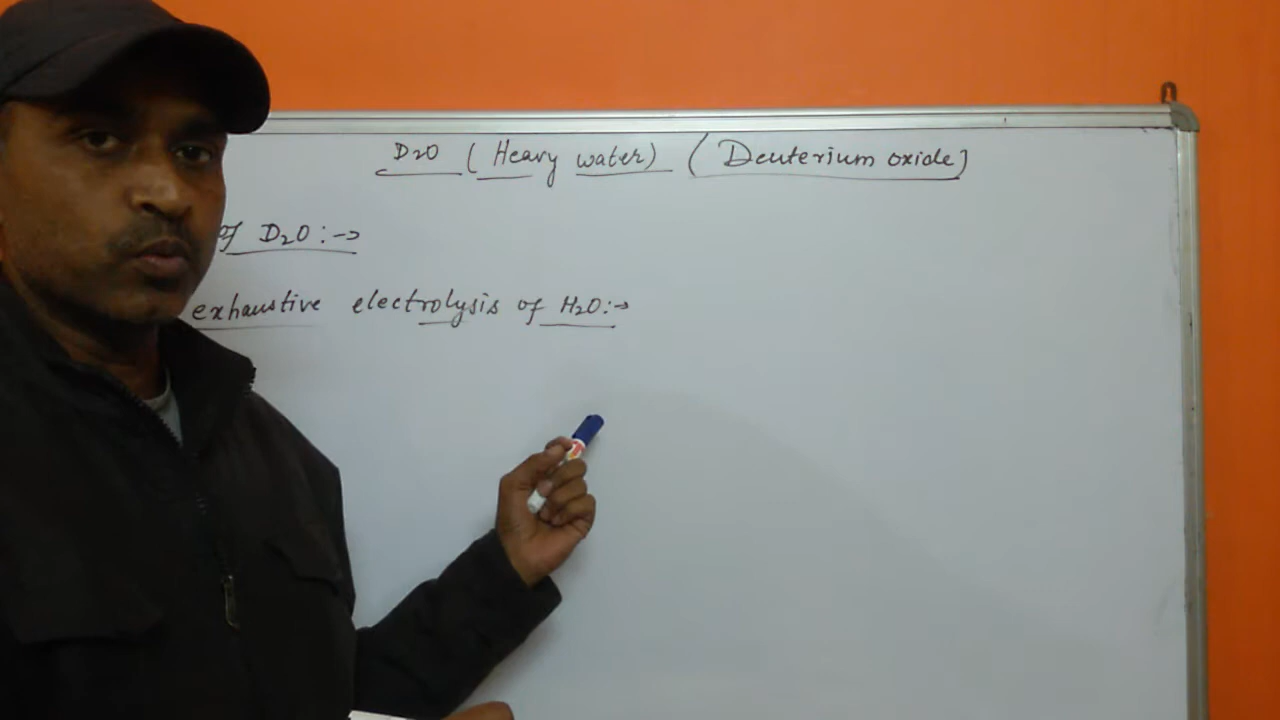 D2O (Heavy water) (Deuterium oxide)
of D2O:->
exhaustive electrolysis of H2O:->